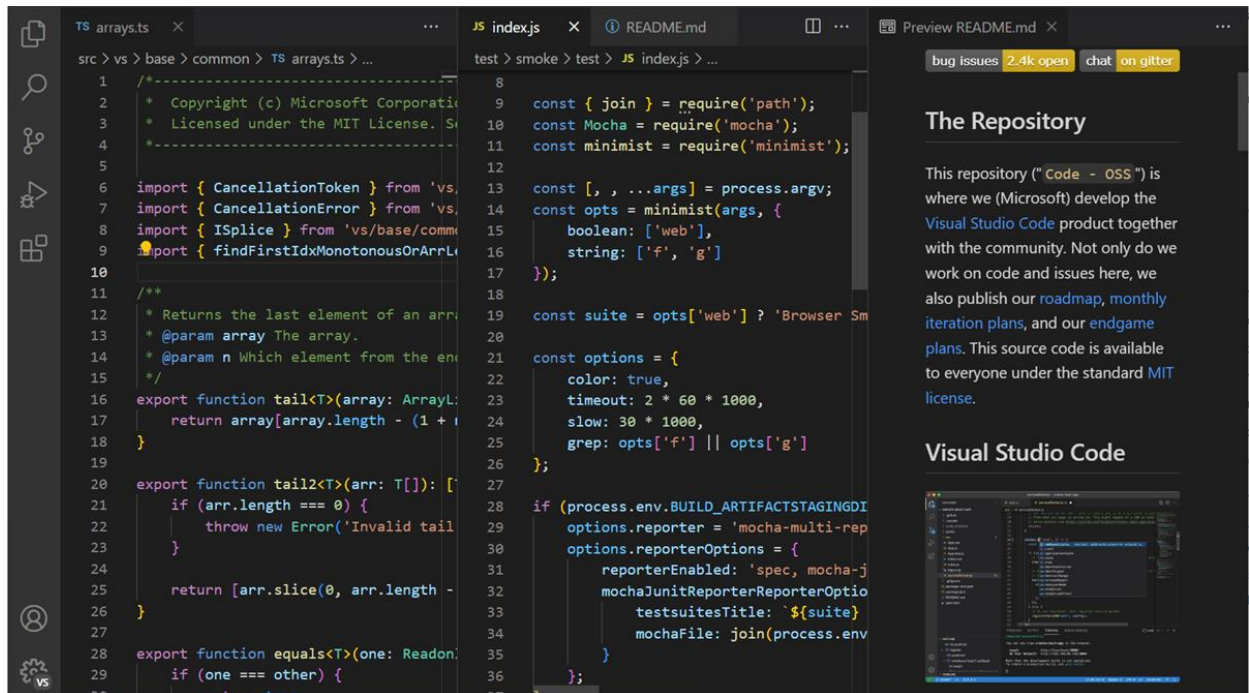 TS arrays.ts
src > vs > base > common > TS arrays.ts > ...
1 /*
2 * Copyright (c) Microsoft Corporati
3 * Licensed under the MIT License. S
4 *
5
6 import { CancellationToken } from 'vs/
7 import { CancellationError } from 'vs/
8 import { ISplice } from 'vs/base/commo
9 import { findFirstIdxMonotonousOrArrL
10
11 /**
12 * Returns the last element of an arra
13 * @param array The array.
14 * @param n Which element from the end
15 */
16 export function tail<T>(array: ArrayLi
17 return array[array.length - (1 + n
18 }
19
20 export function tail2<T>(arr: T[]): [T
21 if (arr.length === 0) {
22 throw new Error('Invalid tail
23 }
24
25 return [arr.slice(0, arr.length -
26 }
27
28 export function equals<T>(one: Readonl
29 if (one === other) {
JS index.js
README.md
test > smoke > test > JS index.js > ...
8
9 const { join } = require('path');
10 const Mocha = require('mocha');
11 const minimist = require('minimist');
12
13 const [, , ...args] = process.argv;
14 const opts = minimist(args, {
15 boolean: ['web'],
16 string: ['f', 'g']
17 });
18
19 const suite = opts['web'] ? 'Browser Sm
20
21 const options = {
22 color: true,
23 timeout: 2 * 60 * 1000,
24 slow: 30 * 1000,
25 grep: opts['f'] || opts['g']
26 };
27
28 if (process.env.BUILD_ARTIFACTSTAGINGDI
29 options.reporter = 'mocha-multi-rep
30 options.reporterOptions = {
31 reporterEnabled: 'spec, mocha-j
32 mochaJunitReporterReporterOptio
33 testsuitesTitle: `${suite}
34 mochaFile: join(process.env
35 }
36 };
Preview README.md
bug issues 2.4k open chat on gitter
The Repository
This repository ("Code - OSS") is
where we (Microsoft) develop the
Visual Studio Code product together
with the community. Not only do we
work on code and issues here, we
also publish our roadmap, monthly
iteration plans, and our endgame
plans. This source code is available
to everyone under the standard MIT
license.
Visual Studio Code
VS